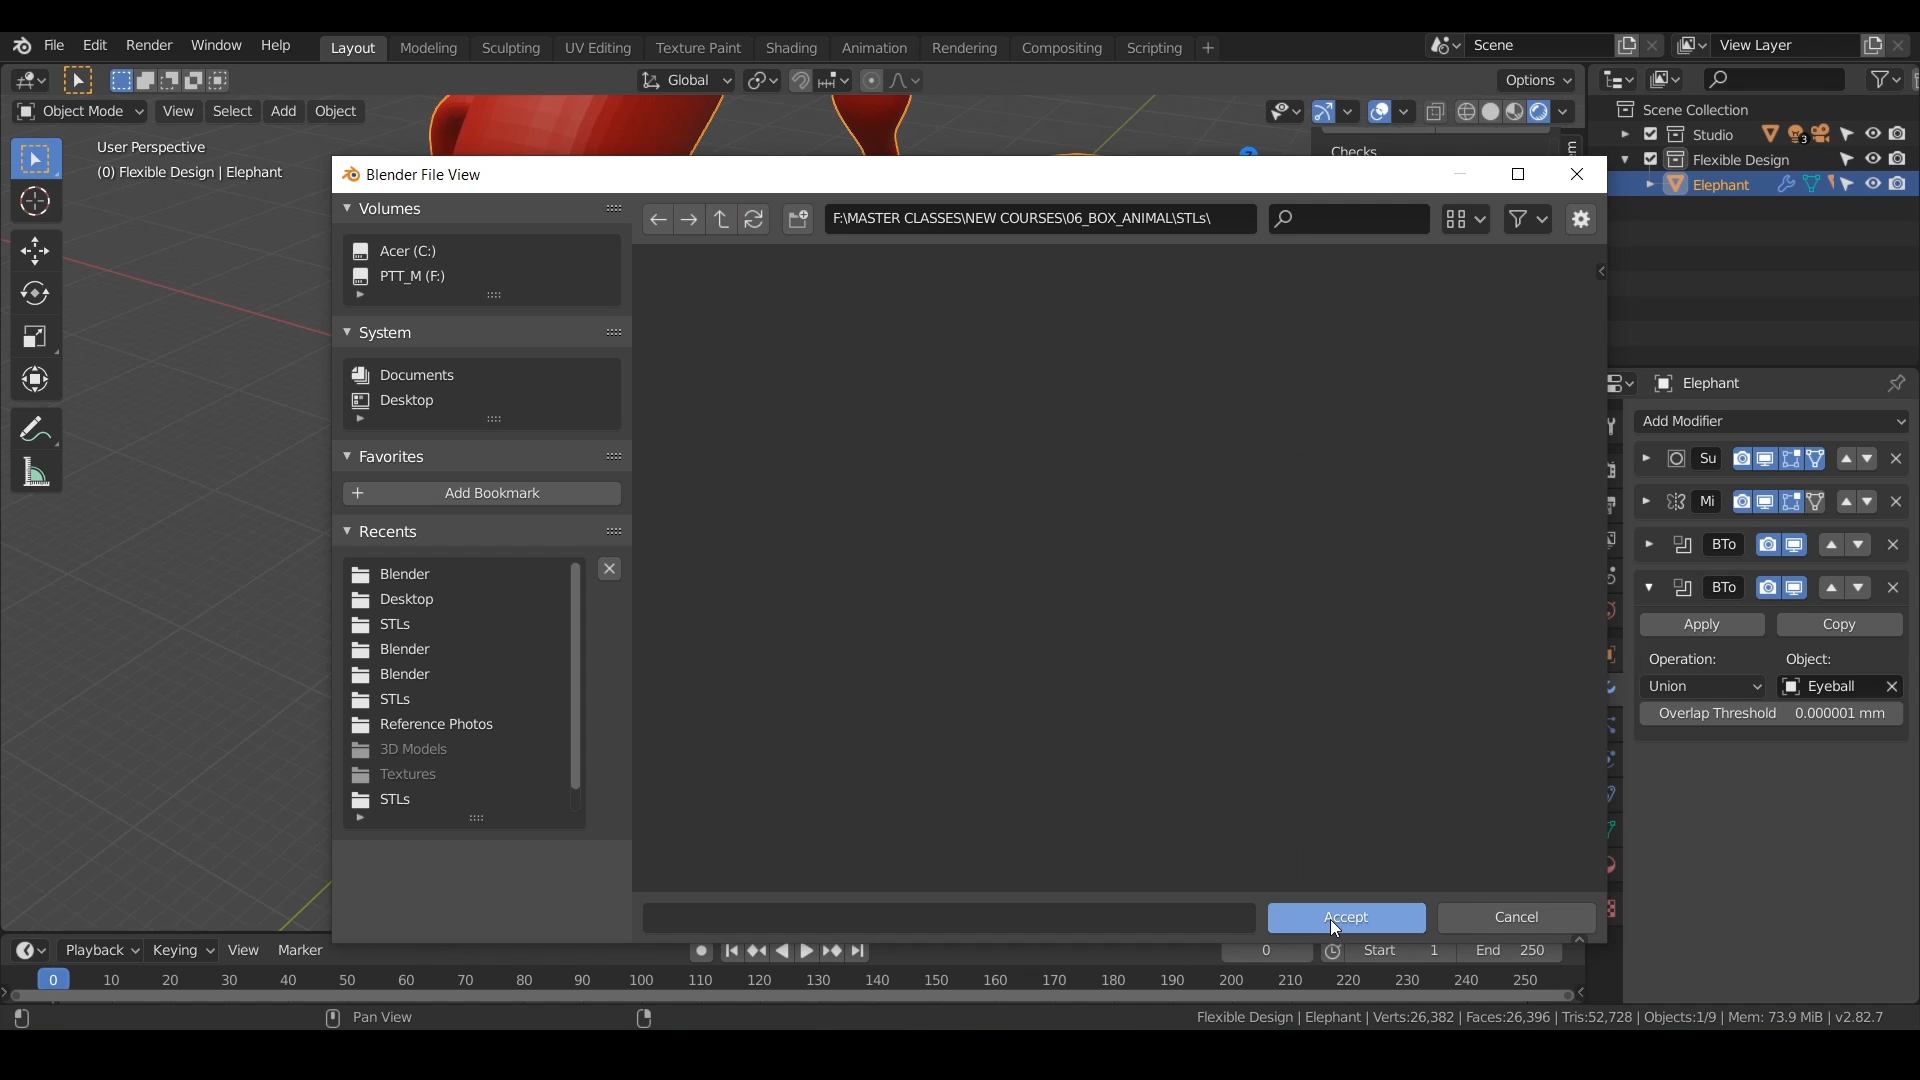 File Edit Render Window Help Layout Modeling Sculpting UV Editing Texture Paint Shading Animation Rendering Compositing Scripting + Scene View Layer
Global Options
Object Mode View Select Add Object Scene Collection
Studio 3
User Perspective Checks
(0) Flexible Design | Elephant Flexible Design
Blender File View Elephant
Volumes F:\MASTER CLASSES\NEW COURSES\06_BOX_ANIMAL\STLs\
Acer (C:)
PTT_M (F:)
System
Documents
Desktop
Favorites
Add Bookmark
Recents
Blender
Desktop
STLs
Blender
Blender
STLs
Reference Photos
3D Models
Textures
STLs
Accept Cancel
Elephant
Add Modifier
Su
Mi
BTo
BTo
Apply Copy
Operation: Object:
Union Eyeball
Overlap Threshold 0.000001 mm
Playback Keying View Marker 0 Start 1 End 250
0 10 20 30 40 50 60 70 80 90 100 110 120 130 140 150 160 170 180 190 200 210 220 230 240 250
Pan View Flexible Design | Elephant | Verts:26,382 | Faces:26,396 | Tris:52,728 | Objects:1/9 | Mem: 73.9 MiB | v2.82.7